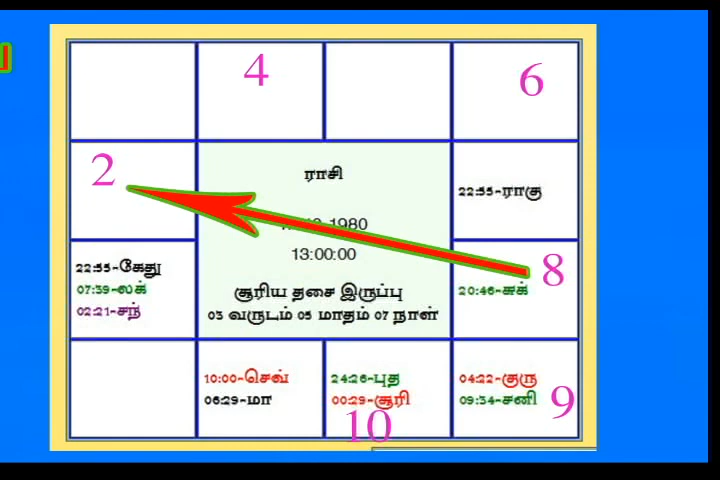 4
6
2
ராசி
1980
22:55-ராகு
13:00:00
22:55-கேது
07:39-லக்
02:21-சந்
சூரிய தசை இருப்பு
03 வருடம் 05 மாதம் 07 நாள்
8
20:46-சுக்
10:00-செவ்
06:29-மா
24:26-புத
00:29-சூரி
10
04:22-குரு
09:34-சனி
9